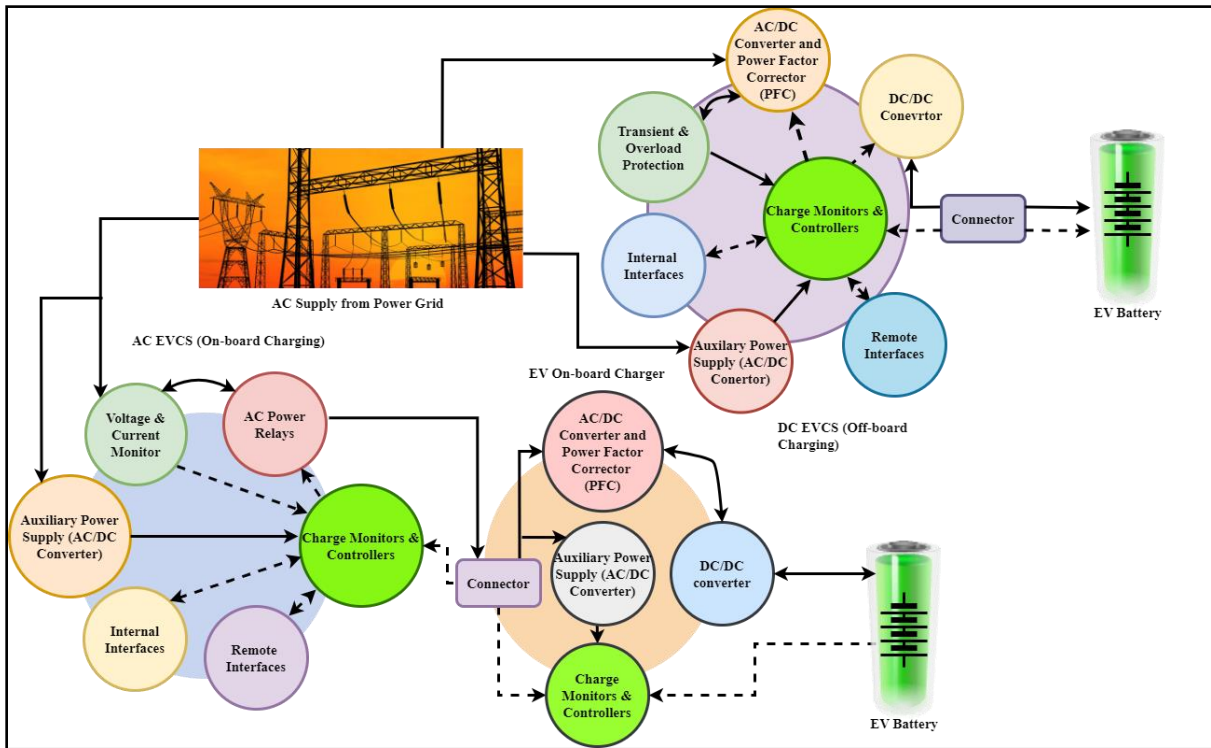 AC/DC
Converter and
Power Factor
Corrector
(PFC)
DC/DC
Conevrtor
Transient &
Overload
Protection
Charge Monitors &
Controllers
Connector
Internal
Interfaces
AC Supply from Power Grid
EV Battery
Remote
Interfaces
Auxilary Power
Supply (AC/DC
Conertor)
AC EVCS (On-board Charging)
EV On-board Charger
DC EVCS (Off-board
Charging)
Voltage &
Current
Monitor
AC Power
Relays
AC/DC
Converter and
Power Factor
Corrector
(PFC)
Auxiliary Power
Supply (AC/DC
Converter)
Charge Monitors &
Controllers
Connector
Auxiliary Power
Supply (AC/DC
Converter)
DC/DC
converter
Internal
Interfaces
Remote
Interfaces
Charge
Monitors &
Controllers
EV Battery